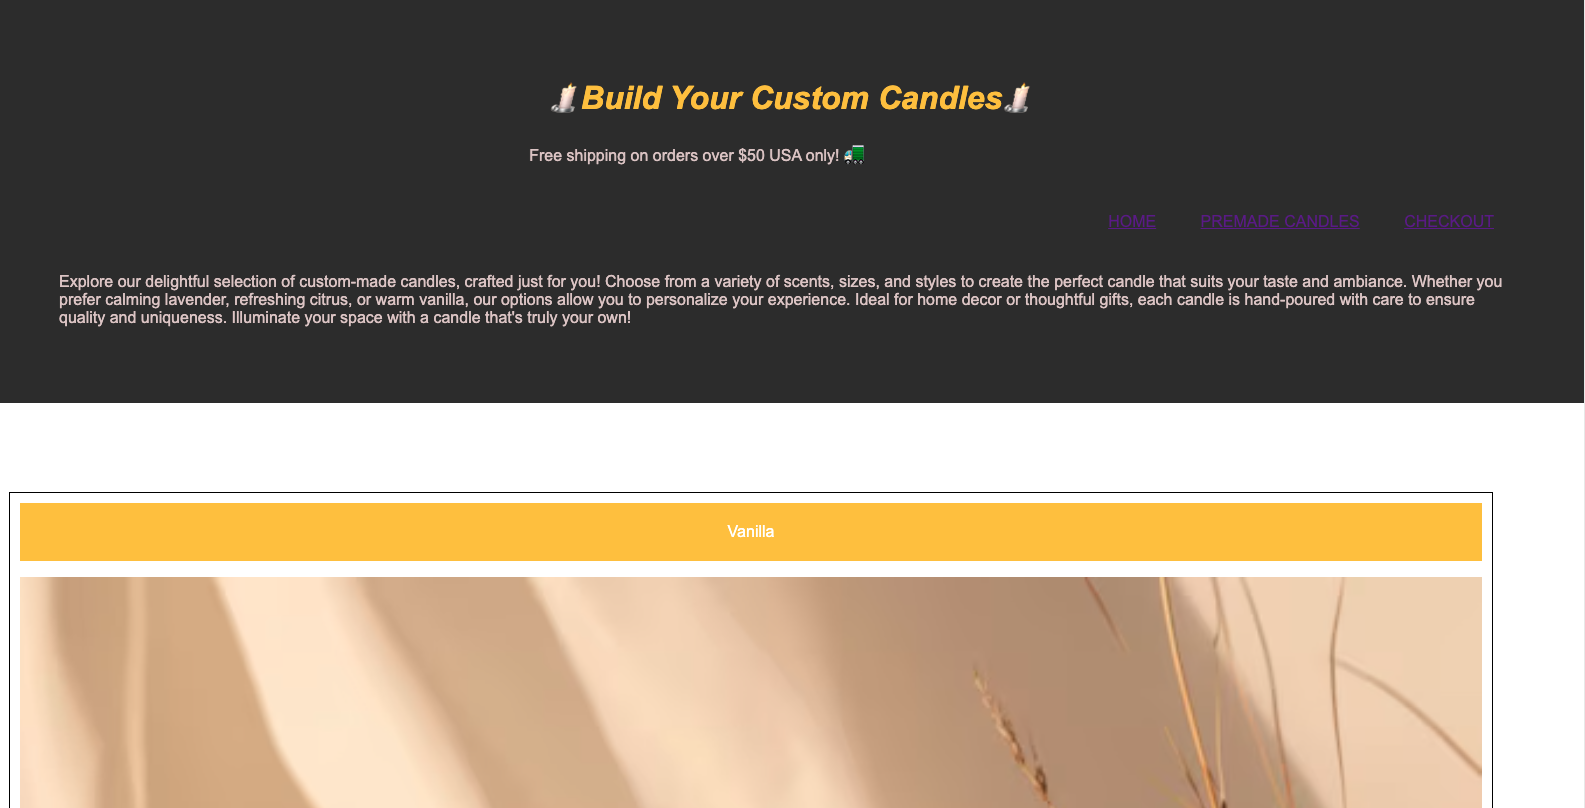 🕯️Build Your Custom Candles🕯️
Free shipping on orders over $50 USA only! 🚛
HOME PREMADE CANDLES CHECKOUT
Explore our delightful selection of custom-made candles, crafted just for you! Choose from a variety of scents, sizes, and styles to create the perfect candle that suits your taste and ambiance. Whether you
prefer calming lavender, refreshing citrus, or warm vanilla, our options allow you to personalize your experience. Ideal for home decor or thoughtful gifts, each candle is hand-poured with care to ensure
quality and uniqueness. Illuminate your space with a candle that's truly your own!
Vanilla